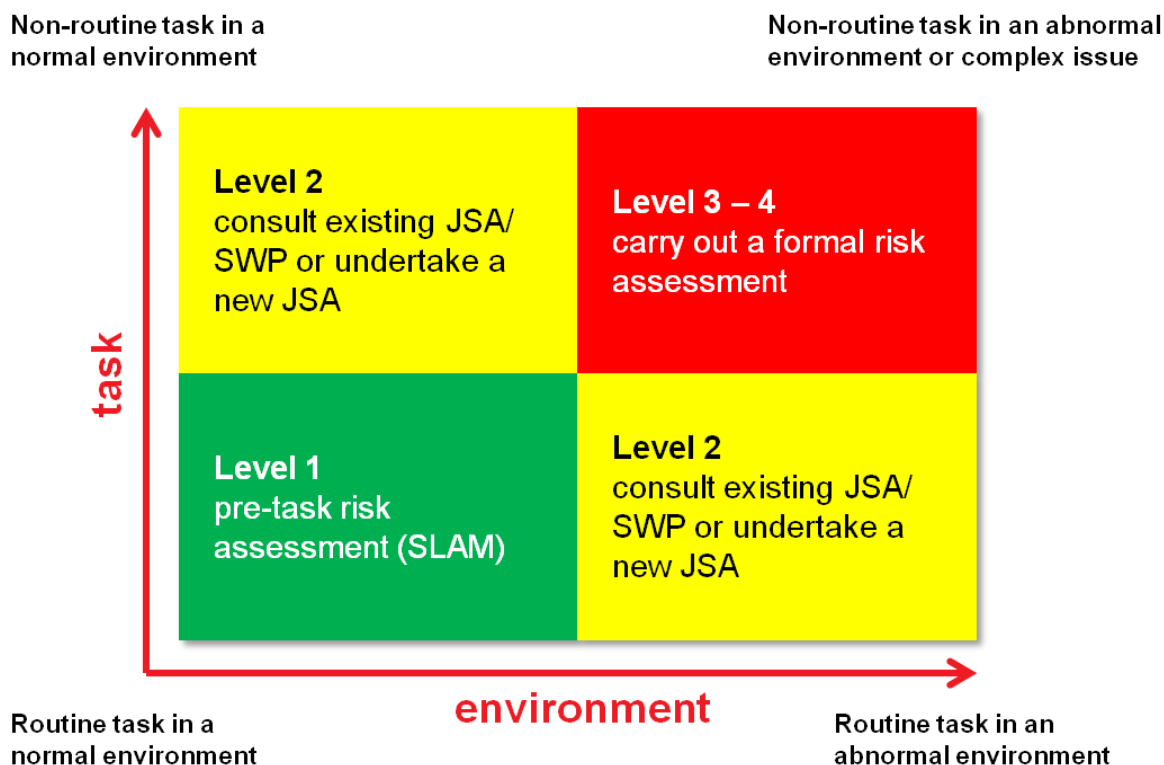 Non-routine task in a
normal environment
Non-routine task in an abnormal
environment or complex issue
Level 2
consult existing JSA/
SWP or undertake a
new JSA
Level 3 – 4
carry out a formal risk
assessment
task
Level 1
pre-task risk
assessment (SLAM)
Level 2
consult existing JSA/
SWP or undertake a
new JSA
environment
Routine task in a
normal environment
Routine task in an
abnormal environment